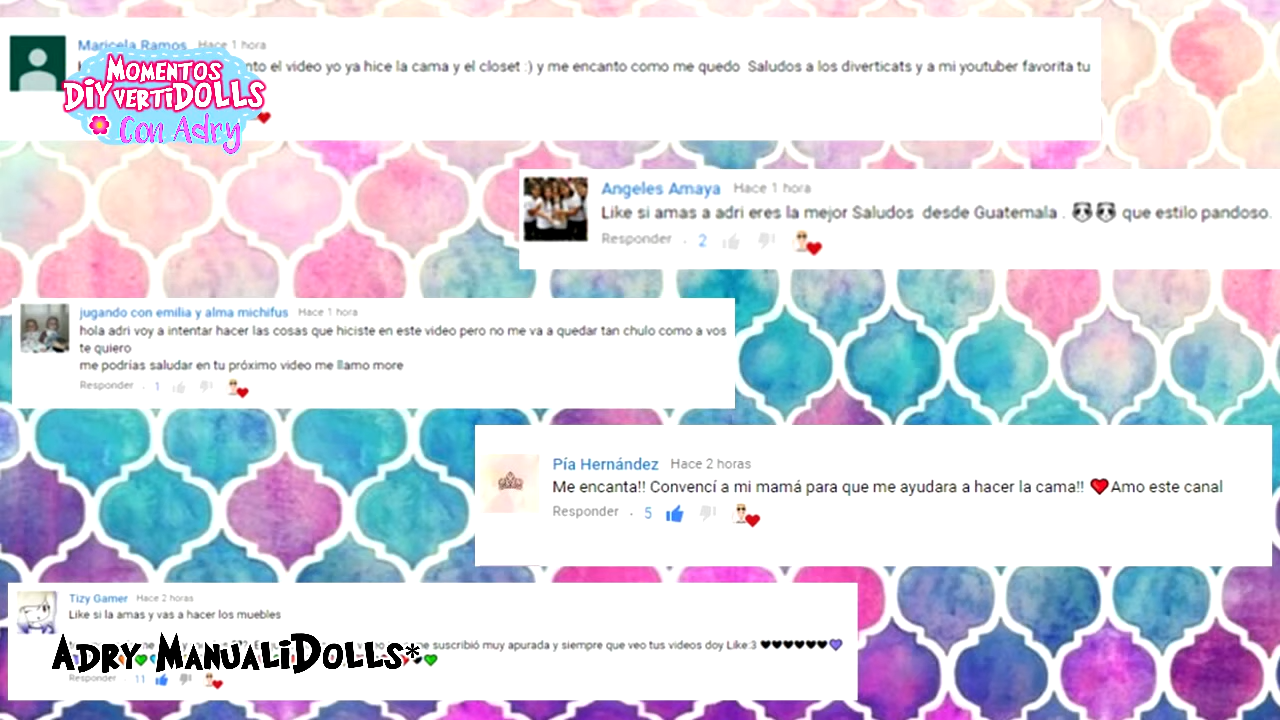 Maricela Ramos Hace 1 hora
el video yo ya hice la cama y el closet :) y me encanto como me quedo Saludos a los diverticats y a mi youtuber favorita tu
MOMENTOS
DiYVERTiDOLLS
Con Adry
Angeles Amaya Hace 1 hora
Like si amas a adri eres la mejor Saludos desde Guatemala . 🐼🐼 que estilo pandoso.
Responder · 2
jugando con emilia y alma michifus Hace 1 hora
hola adri voy a intentar hacer las cosas que hiciste en este video pero no me va a quedar tan chulo como a vos
te quiero
me podrías saludar en tu próximo video me llamo more
Responder · 1
Pía Hernández Hace 2 horas
Me encanta!! Convencí a mi mamá para que me ayudara a hacer la cama!! ❤Amo este canal
Responder · 5
Tizy Gamer Hace 2 horas
Like si la amas y vas a hacer los muebles
suscribió muy apurada y siempre que veo tus videos doy Like:3 🖤🖤🖤🖤🖤🖤💜
ADRY MANUALiDOLLS*
Responder 11